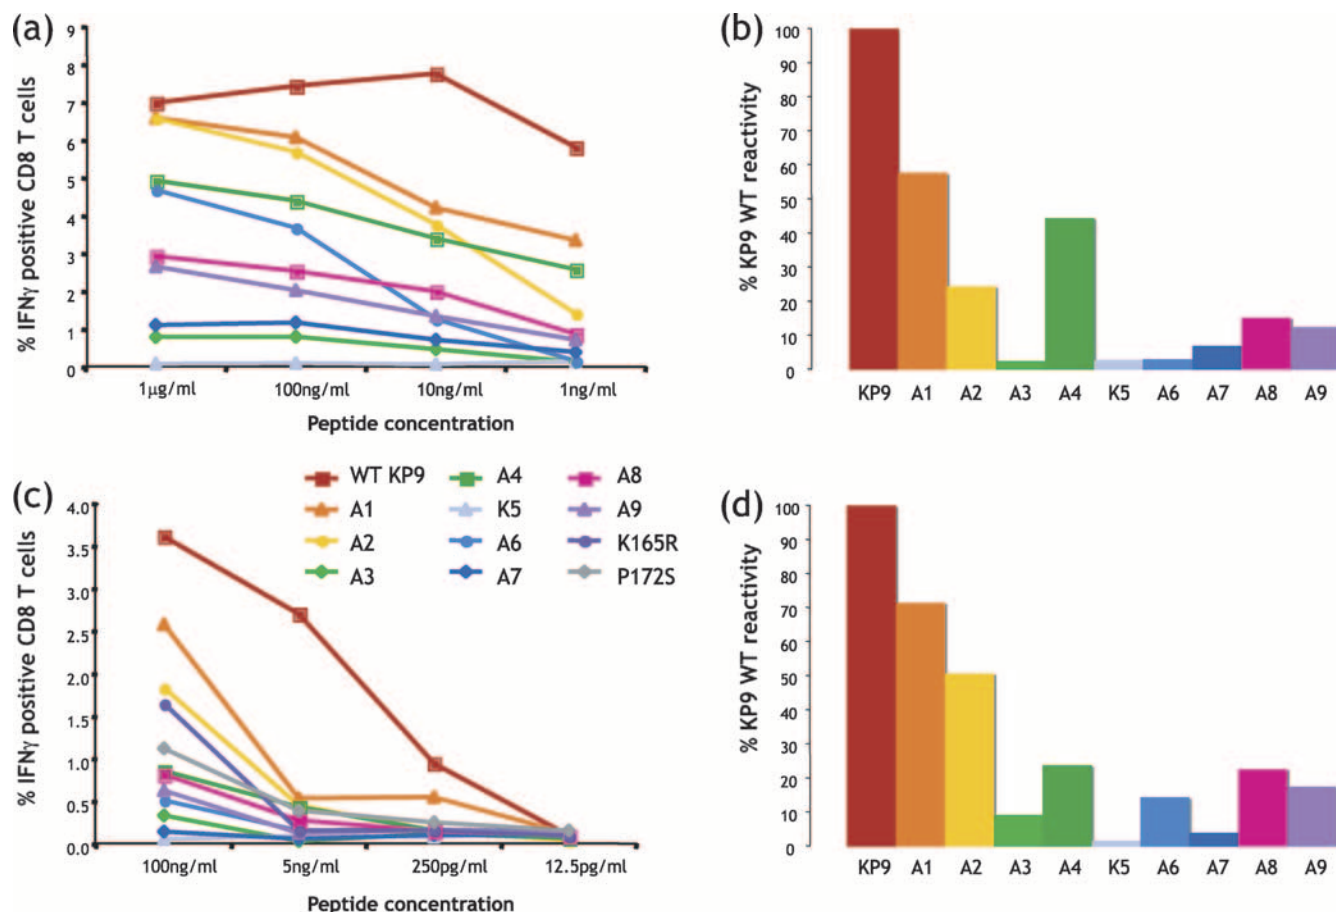 (a)
% IFNγ positive CD8 T cells
9
8
7
6
5
4
3
2
1
0
1μg/ml 100ng/ml 10ng/ml 1ng/ml
Peptide concentration
(b)
% KP9 WT reactivity
100
90
80
70
60
50
40
30
20
10
0
KP9 A1 A2 A3 A4 K5 A6 A7 A8 A9
(c)
% IFNγ positive CD8 T cells
4.0
3.5
3.0
2.5
2.0
1.5
1.0
0.5
0.0
100ng/ml 5ng/ml 250pg/ml 12.5pg/ml
Peptide concentration
WT KP9
A1
A2
A3
A4
K5
A6
A7
A8
A9
K165R
P172S
(d)
% KP9 WT reactivity
100
90
80
70
60
50
40
30
20
10
0
KP9 A1 A2 A3 A4 K5 A6 A7 A8 A9